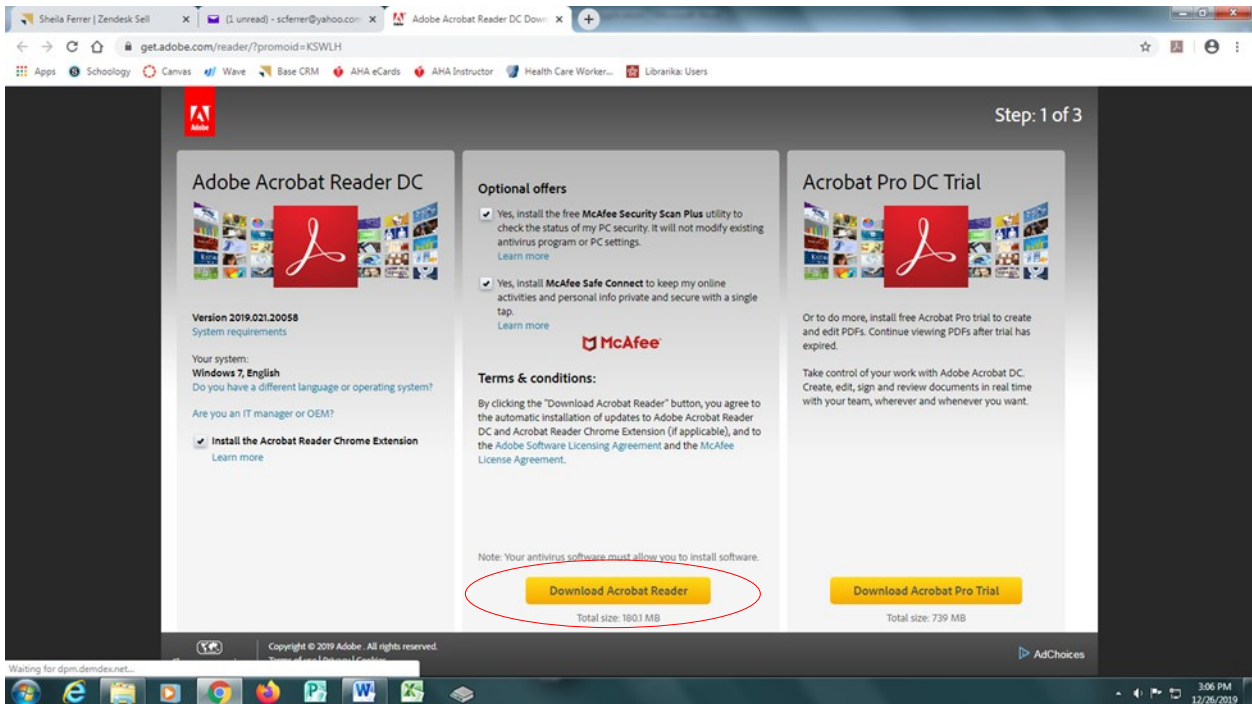 Sheila Ferrer | Zendesk Sell
(1 unread) - scferrer@yahoo.com
Adobe Acrobat Reader DC Down
get.adobe.com/reader/?promoid=KSWLH
Apps Schoology Canvas Wave Base CRM AHA eCards AHA Instructor Health Care Worker... Librarika: Users
Adobe
Step: 1 of 3
Adobe Acrobat Reader DC
Version 2019.021.20058
System requirements
Your system:
Windows 7, English
Do you have a different language or operating system?
Are you an IT manager or OEM?
Install the Acrobat Reader Chrome Extension
Learn more
Optional offers
Yes, install the free McAfee Security Scan Plus utility to
check the status of my PC security. It will not modify existing
antivirus program or PC settings.
Learn more
Yes, install McAfee Safe Connect to keep my online
activities and personal info private and secure with a single
tap.
Learn more
McAfee
Terms & conditions:
By clicking the "Download Acrobat Reader" button, you agree to
the automatic installation of updates to Adobe Acrobat Reader
DC and Acrobat Reader Chrome Extension (if applicable), and to
the Adobe Software Licensing Agreement and the McAfee
License Agreement.
Note: Your antivirus software must allow you to install software.
Download Acrobat Reader
Total size: 180.1 MB
Acrobat Pro DC Trial
Or to do more, install free Acrobat Pro trial to create
and edit PDFs. Continue viewing PDFs after trial has
expired.
Take control of your work with Adobe Acrobat DC.
Create, edit, sign and review documents in real time
with your team, wherever and whenever you want.
Download Acrobat Pro Trial
Total size: 739 MB
Copyright © 2019 Adobe. All rights reserved.
Terms of use | Privacy | Cookies
AdChoices
Waiting for dpm.demdex.net...
3:06 PM
12/26/2019